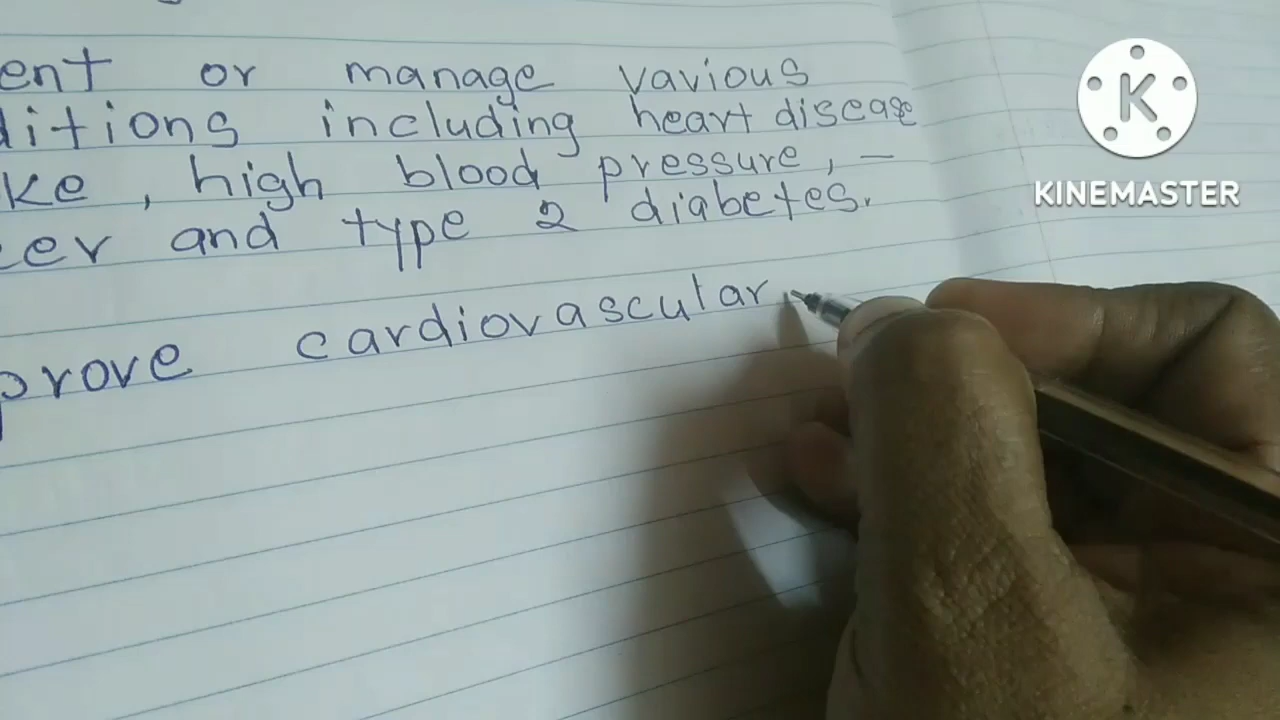 ent or manage various
ditions including heart disease
ke, high blood pressure, –
cer and type 2 diabetes.
prove cardiovascular
K
KINEMASTER